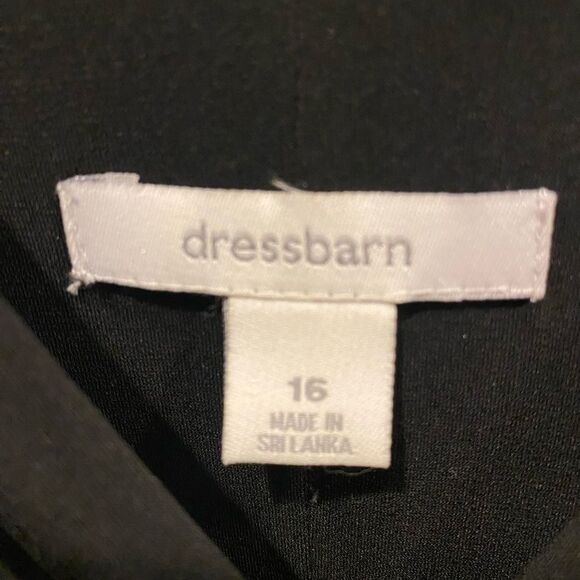 dressbarn
16
MADE IN
SRI LANKA